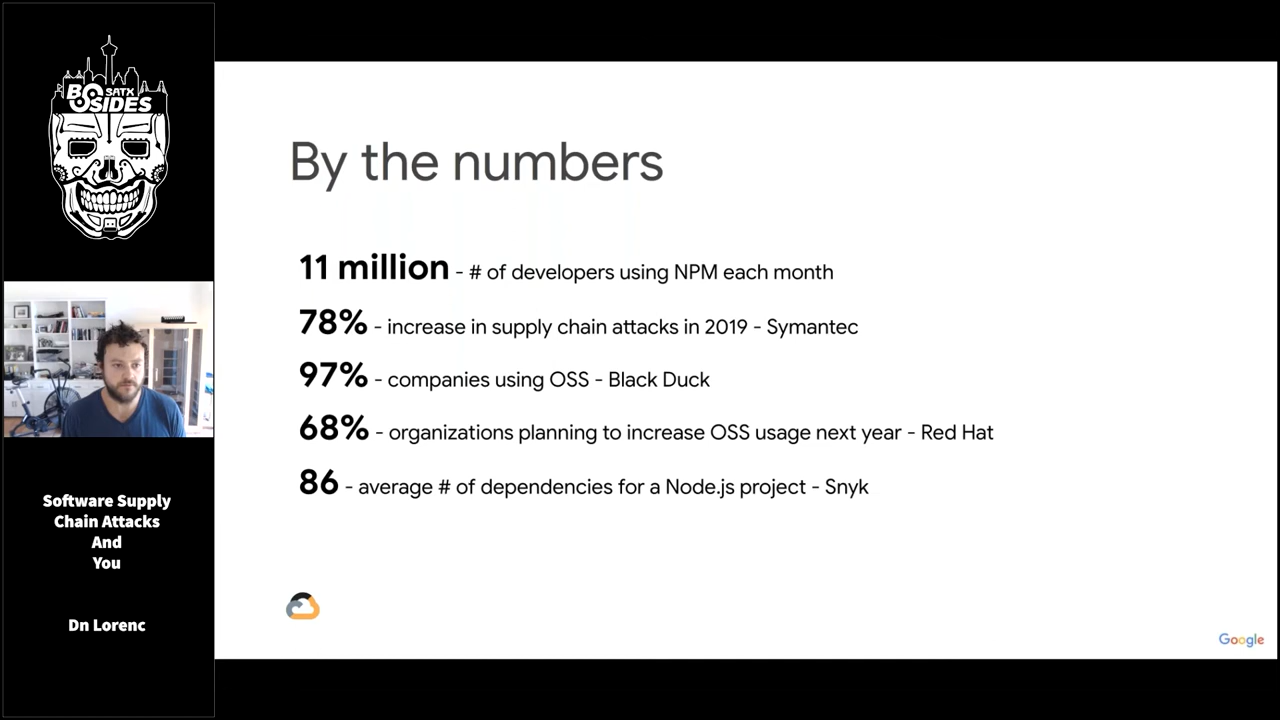 SATX
BSIDES
Software Supply
Chain Attacks
And
You
Dn Lorenc
By the numbers
11 million - # of developers using NPM each month
78% - increase in supply chain attacks in 2019 - Symantec
97% - companies using OSS - Black Duck
68% - organizations planning to increase OSS usage next year - Red Hat
86 - average # of dependencies for a Node.js project - Snyk
Google